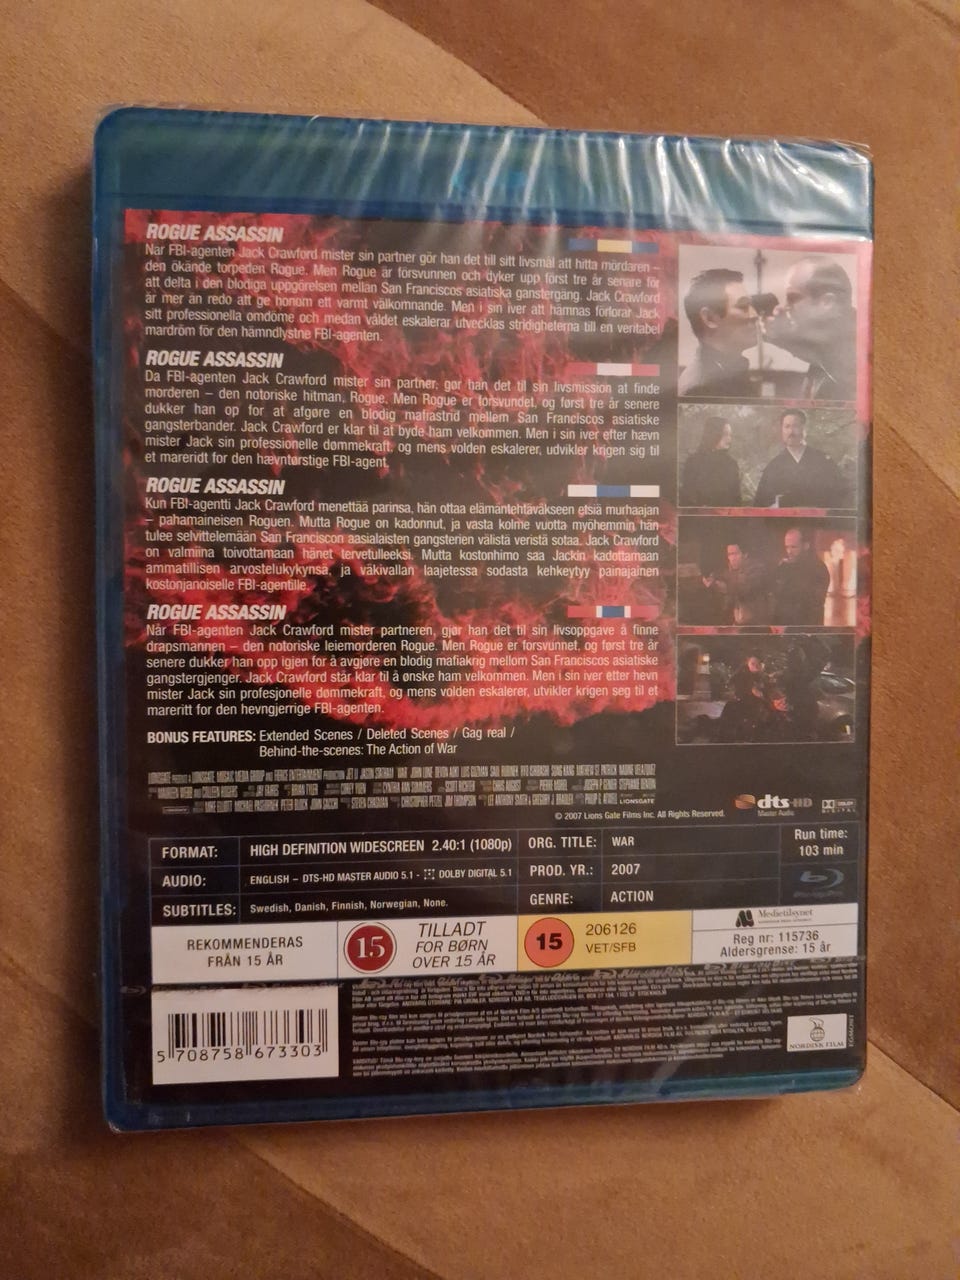 ROGUE ASSASSIN
När FBI-agenten Jack Crawford mister sin partner gör han det till sitt livsmål att hitta mördaren –
den ökände torpeden Rogue. Men Rogue är försvunnen och dyker upp först tre år senare för
att delta i den blodiga uppgörelsen mellan San Franciscos asiatiska ganstergäng. Jack Crawford
är mer än redo att ge honom ett varmt välkomnande. Men i sin iver att hämnas förlorar Jack
sitt professionella omdöme och medan våldet eskalerar utvecklas stridigheterna till en veritabel
mardröm för den hämndlystne FBI-agenten.
ROGUE ASSASSIN
Da FBI-agenten Jack Crawford mister sin partner, gør han det til sin livsmission at finde
morderen – den notoriske hitman, Rogue. Men Rogue er forsvundet, og først tre år senere
dukker han op for at afgøre en blodig mafiastrid mellem San Franciscos asiatiske
gangsterbander. Jack Crawford er klar til at byde ham velkommen. Men i sin iver efter hævn
mister Jack sin professionelle dømmekraft, og mens volden eskalerer, udvikler krigen sig til
et mareridt for den hævntørstige FBI-agent.
ROGUE ASSASSIN
Kun FBI-agentti Jack Crawford menettää parinsa, hän ottaa elämäntehtäväkseen etsiä murhaajan
– pahamaineisen Roguen. Mutta Rogue on kadonnut, ja vasta kolme vuotta myöhemmin hän
tulee selvittelemään San Franciscon aasialaisten gangsterien välistä veristä sotaa. Jack Crawford
on valmiina toivottamaan hänet tervetulleeksi. Mutta kostonhimo saa Jackin kadottamaan
ammatillisen arvostelukykynsä, ja väkivallan laajetessa sodasta kehkeytyy painajainen
kostonjanoiselle FBI-agentille.
ROGUE ASSASSIN
Når FBI-agenten Jack Crawford mister partneren, gjør han det til sin livsoppgave å finne
drapsmannen – den notoriske leiemorderen Rogue. Men Rogue er forsvunnet, og først tre år
senere dukker han opp igjen for å avgjøre en blodig mafiakrig mellom San Franciscos asiatiske
gangstergjenger. Jack Crawford står klar til å ønske ham velkommen. Men i sin iver etter hevn
mister Jack sin profesjonelle dømmekraft, og mens volden eskalerer, utvikler krigen seg til et
mareritt for den hevngjerrige FBI-agenten.
BONUS FEATURES: Extended Scenes / Deleted Scenes / Gag real /
Behind-the-scenes: The Action of War
LIONSGATE
dts-HD
Master Audio
DOLBY
DIGITAL
© 2007 Lions Gate Films Inc. All Rights Reserved.
FORMAT: HIGH DEFINITION WIDESCREEN 2.40:1 (1080p)
AUDIO: ENGLISH – DTS-HD MASTER AUDIO 5.1 - DOLBY DIGITAL 5.1
SUBTITLES: Swedish, Danish, Finnish, Norwegian, None.
ORG. TITLE: WAR
PROD. YR.: 2007
GENRE: ACTION
Run time:
103 min
REKOMMENDERAS
FRÅN 15 ÅR
15
TILLADT
FOR BØRN
OVER 15 ÅR
15
206126
VET/SFB
Medietilsynet
Reg nr: 115736
Aldersgrense: 15 år
5 708758 673303
NORDISK FILM
EGMONT